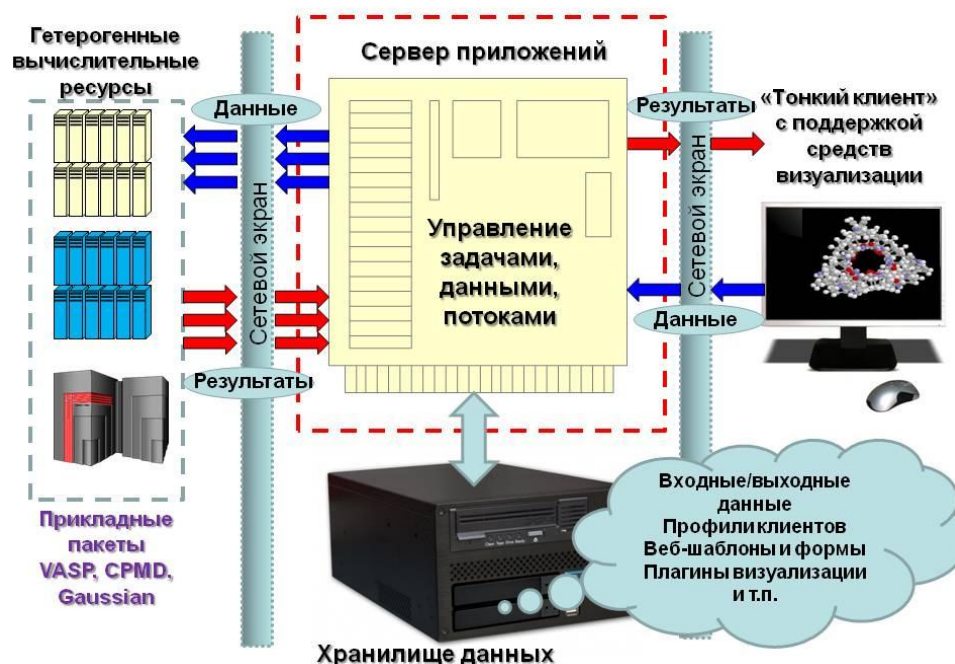 Гетерогенные
вычислительные
ресурсы
Прикладные
пакеты
VASP, CPMD,
Gaussian
Данные
Сетевой экран
Результаты
Сервер приложений
Управление
задачами,
данными,
потоками
Результаты
Сетевой экран
Данные
«Тонкий клиент»
с поддержкой
средств
визуализации
Входные/выходные
данные
Профили клиентов
Веб-шаблоны и формы
Плагины визуализации
и т.п.
Хранилище данных